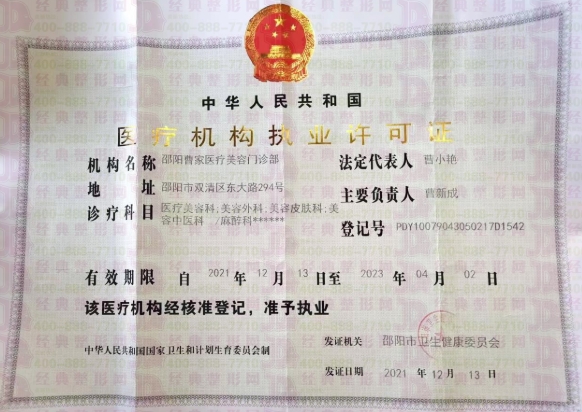 中华人民共和国
医疗机构执业许可证
机构名称 邵阳曹家医疗美容门诊部 法定代表人 曹小艳
地 址 邵阳市双清区东大路294号 主要负责人 曹新成
诊疗科目 医疗美容科;美容外科;美容皮肤科;美
容中医科 /麻醉科******
登记号 PDY10079043050217D1542
有效期限 自 2021 年 12 月 13 日至 2023 年 04 月 02 日
该医疗机构经核准登记，准予执业
中华人民共和国国家卫生和计划生育委员会制
发证机关 邵阳市卫生健康委员会
发证日期 2021 年 12 月 13 日